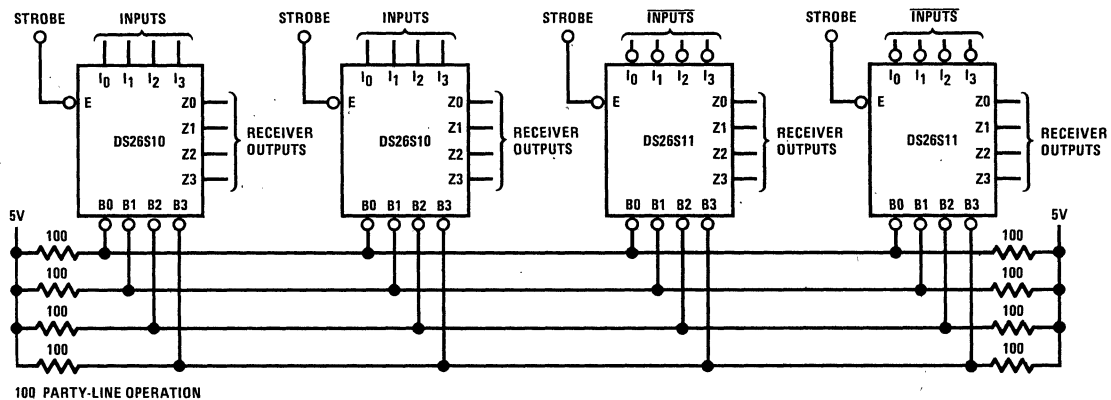 STROBE INPUTS STROBE INPUTS STROBE INPUTS STROBE INPUTS
I0 I1 I2 I3 I0 I1 I2 I3 I0 I1 I2 I3 I0 I1 I2 I3
E Z0 E Z0 E Z0 E Z0
Z1 RECEIVER OUTPUTS Z1 RECEIVER OUTPUTS Z1 RECEIVER OUTPUTS Z1 RECEIVER OUTPUTS
DS26S10 DS26S10 DS26S11 DS26S11
Z2 Z2 Z2 Z2
Z3 Z3 Z3 Z3
B0 B1 B2 B3 B0 B1 B2 B3 B0 B1 B2 B3 B0 B1 B2 B3
5V 5V
100 100
100 100
100 100
100 100
100 PARTY-LINE OPERATION